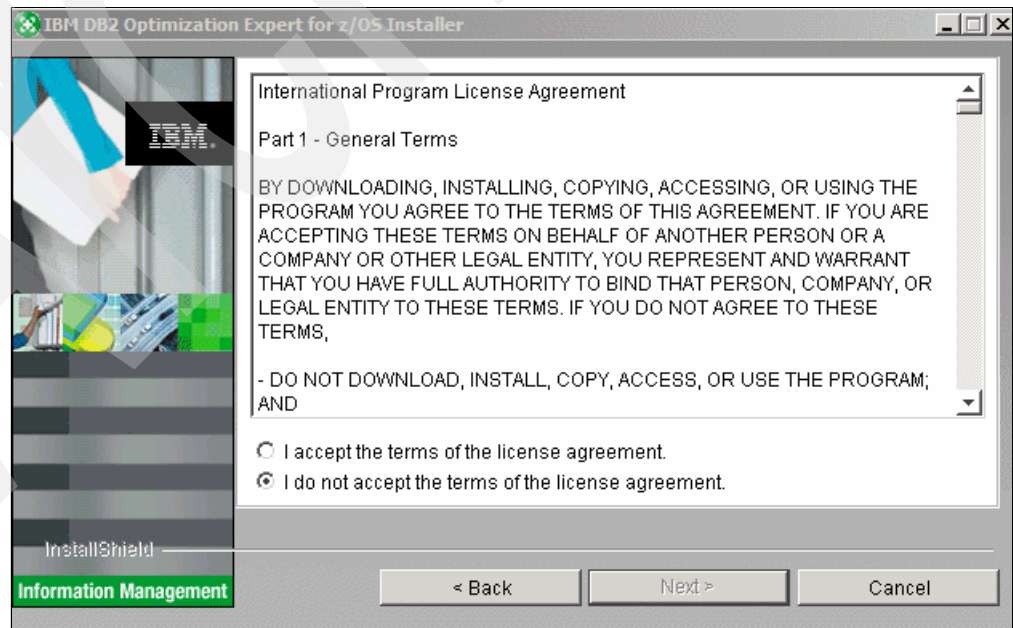 IBM DB2 Optimization Expert for z/OS Installer
IBM.
International Program License Agreement
Part 1 - General Terms
BY DOWNLOADING, INSTALLING, COPYING, ACCESSING, OR USING THE
PROGRAM YOU AGREE TO THE TERMS OF THIS AGREEMENT. IF YOU ARE
ACCEPTING THESE TERMS ON BEHALF OF ANOTHER PERSON OR A
COMPANY OR OTHER LEGAL ENTITY, YOU REPRESENT AND WARRANT
THAT YOU HAVE FULL AUTHORITY TO BIND THAT PERSON, COMPANY, OR
LEGAL ENTITY TO THESE TERMS. IF YOU DO NOT AGREE TO THESE
TERMS,
- DO NOT DOWNLOAD, INSTALL, COPY, ACCESS, OR USE THE PROGRAM;
AND
I accept the terms of the license agreement.
I do not accept the terms of the license agreement.
InstallShield
Information Management
< Back
Next >
Cancel